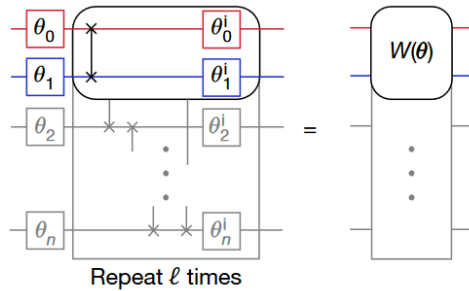 θ₀ θ₀ⁱ
θ₁ θ₁ⁱ W(θ)
θ₂ θ₂ⁱ =
θₙ θₙⁱ
Repeat ℓ times